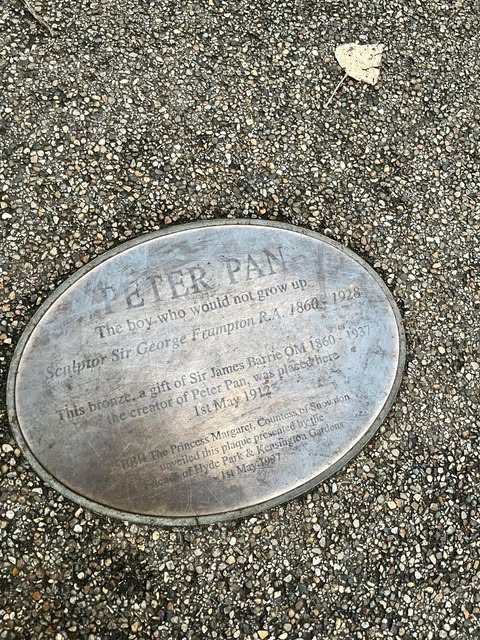 PETER PAN
The boy who would not grow up
Sculptor Sir George Frampton R.A. 1860 - 1928
This bronze, a gift of Sir James Barrie OM 1860 - 1937
the creator of Peter Pan, was placed here
1st May 1912
HRH The Princess Margaret, Countess of Snowdon
unveiled this plaque presented by the
Friends of Hyde Park & Kensington Gardens
1st May 1997